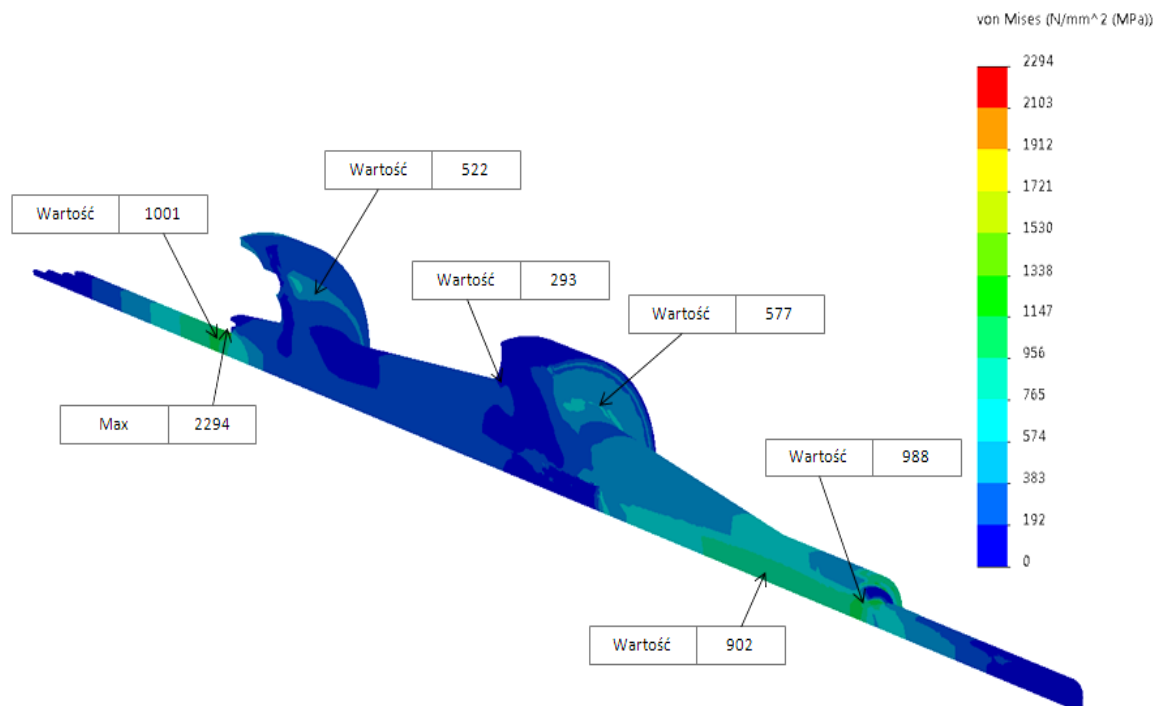 von Mises (N/mm^2 (MPa))
2294
2103
1912
1721
1530
1338
1147
956
765
574
383
192
0
Wartość 522
Wartość 1001
Wartość 293
Wartość 577
Max 2294
Wartość 988
Wartość 902